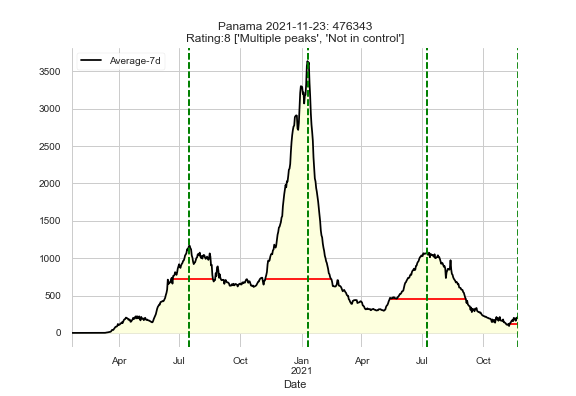 Panama 2021-11-23: 476343
Rating:8 ['Multiple peaks', 'Not in control']
Average-7d
3500
3000
2500
2000
1500
1000
500
0
Apr Jul Oct Jan Apr Jul Oct
2021
Date